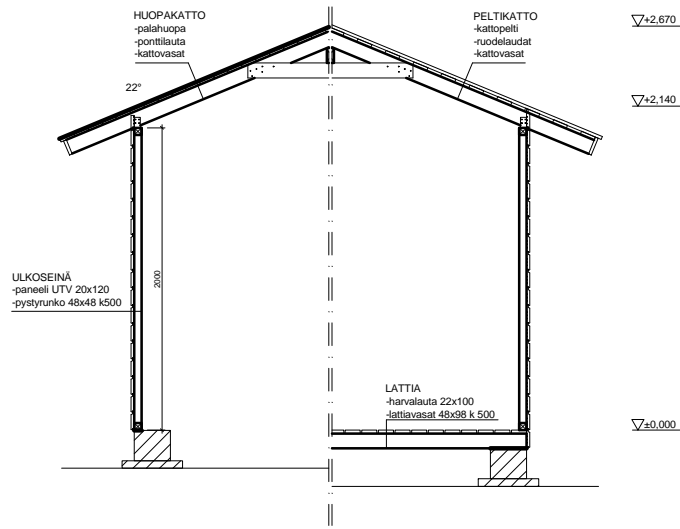 HUOPAKATTO
-palahuopa
-ponttilauta
-kattovasat
PELTIKATTO
-kattopelti
-ruodelaudat
-kattovasat
+2,670
22°
+2,140
2000
ULKOSEINÄ
-paneeli UTV 20x120
-pystyrunko 48x48 k500
LATTIA
-harvalauta 22x100
-lattiavasat 48x98 k 500
±0,000